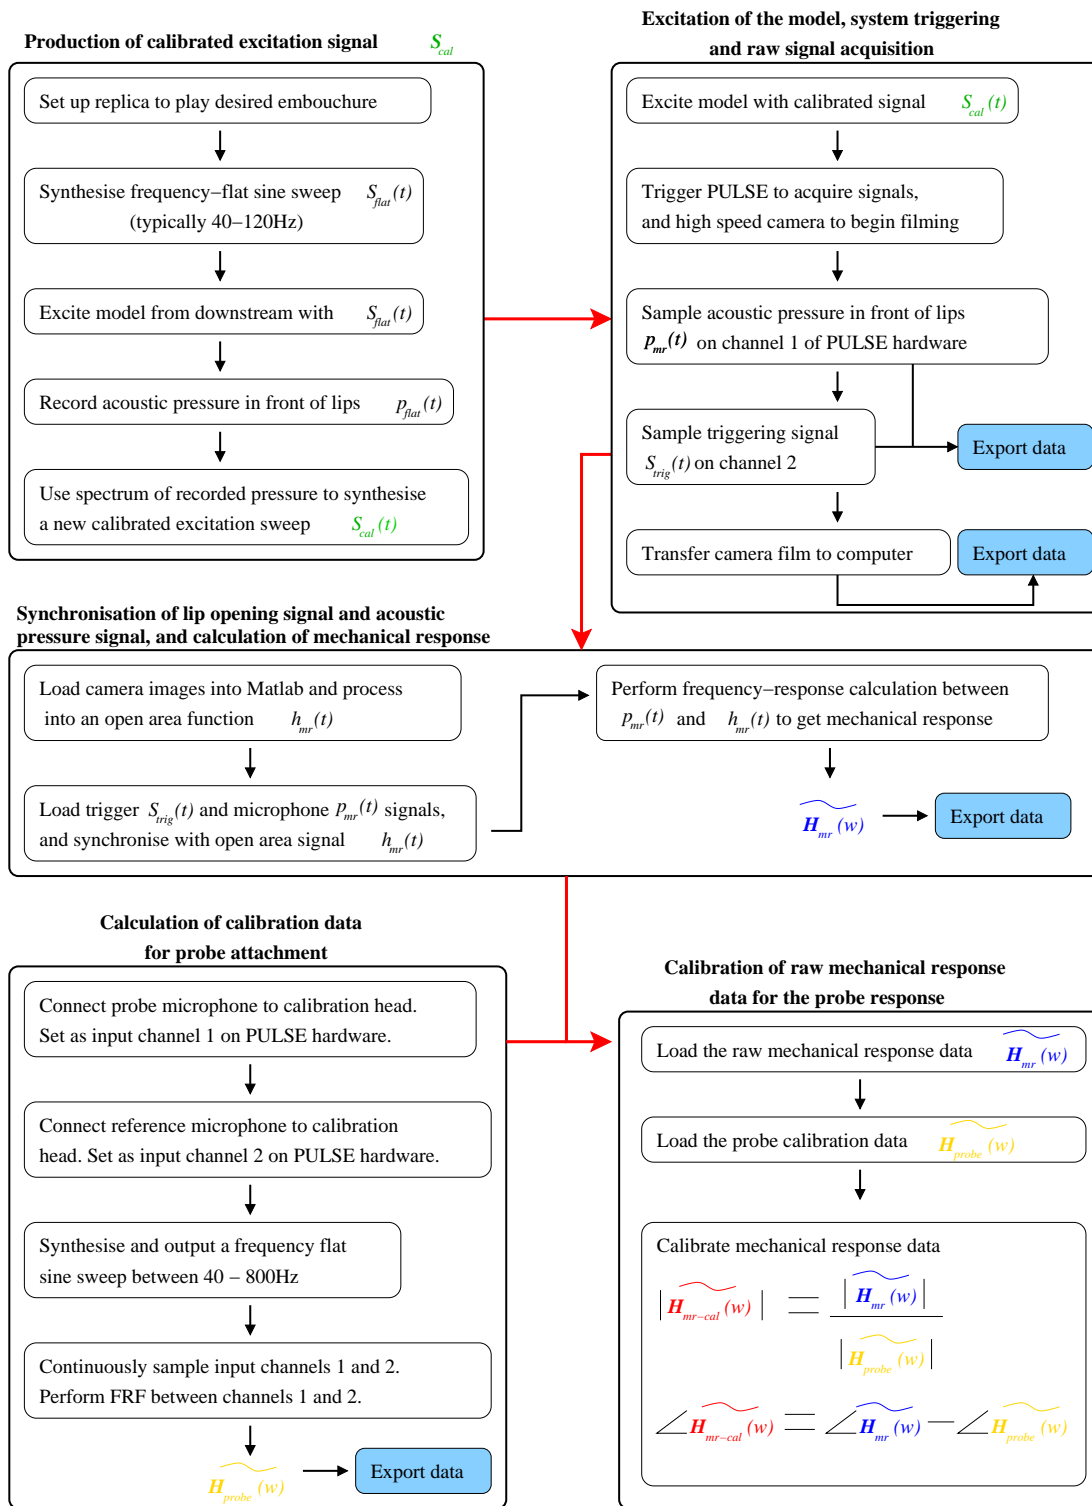 Production of calibrated excitation signal S_cal
Set up replica to play desired embouchure
Synthesise frequency−flat sine sweep S_flat(t)
(typically 40−120Hz)
Excite model from downstream with S_flat(t)
Record acoustic pressure in front of lips p_flat(t)
Use spectrum of recorded pressure to synthesise
a new calibrated excitation sweep S_cal(t)
Excitation of the model, system triggering
and raw signal acquisition
Excite model with calibrated signal S_cal(t)
Trigger PULSE to acquire signals,
and high speed camera to begin filming
Sample acoustic pressure in front of lips
p_mr(t) on channel 1 of PULSE hardware
Sample triggering signal
S_trig(t) on channel 2
Export data
Transfer camera film to computer
Export data
Synchronisation of lip opening signal and acoustic
pressure signal, and calculation of mechanical response
Load camera images into Matlab and process
into an open area function h_mr(t)
Load trigger S_trig(t) and microphone p_mr(t) signals,
and synchronise with open area signal h_mr(t)
Perform frequency−response calculation between
p_mr(t) and h_mr(t) to get mechanical response
H_mr(w)
Export data
Calculation of calibration data
for probe attachment
Connect probe microphone to calibration head.
Set as input channel 1 on PULSE hardware.
Connect reference microphone to calibration
head. Set as input channel 2 on PULSE hardware.
Synthesise and output a frequency flat
sine sweep between 40 − 800Hz
Continuously sample input channels 1 and 2.
Perform FRF between channels 1 and 2.
H_probe(w)
Export data
Calibration of raw mechanical response
data for the probe response
Load the raw mechanical response data H_mr(w)
Load the probe calibration data H_probe(w)
Calibrate mechanical response data
|H_mr−cal(w)| = |H_mr(w)|
|H_probe(w)|
∠H_mr−cal(w) = ∠H_mr(w) − ∠H_probe(w)